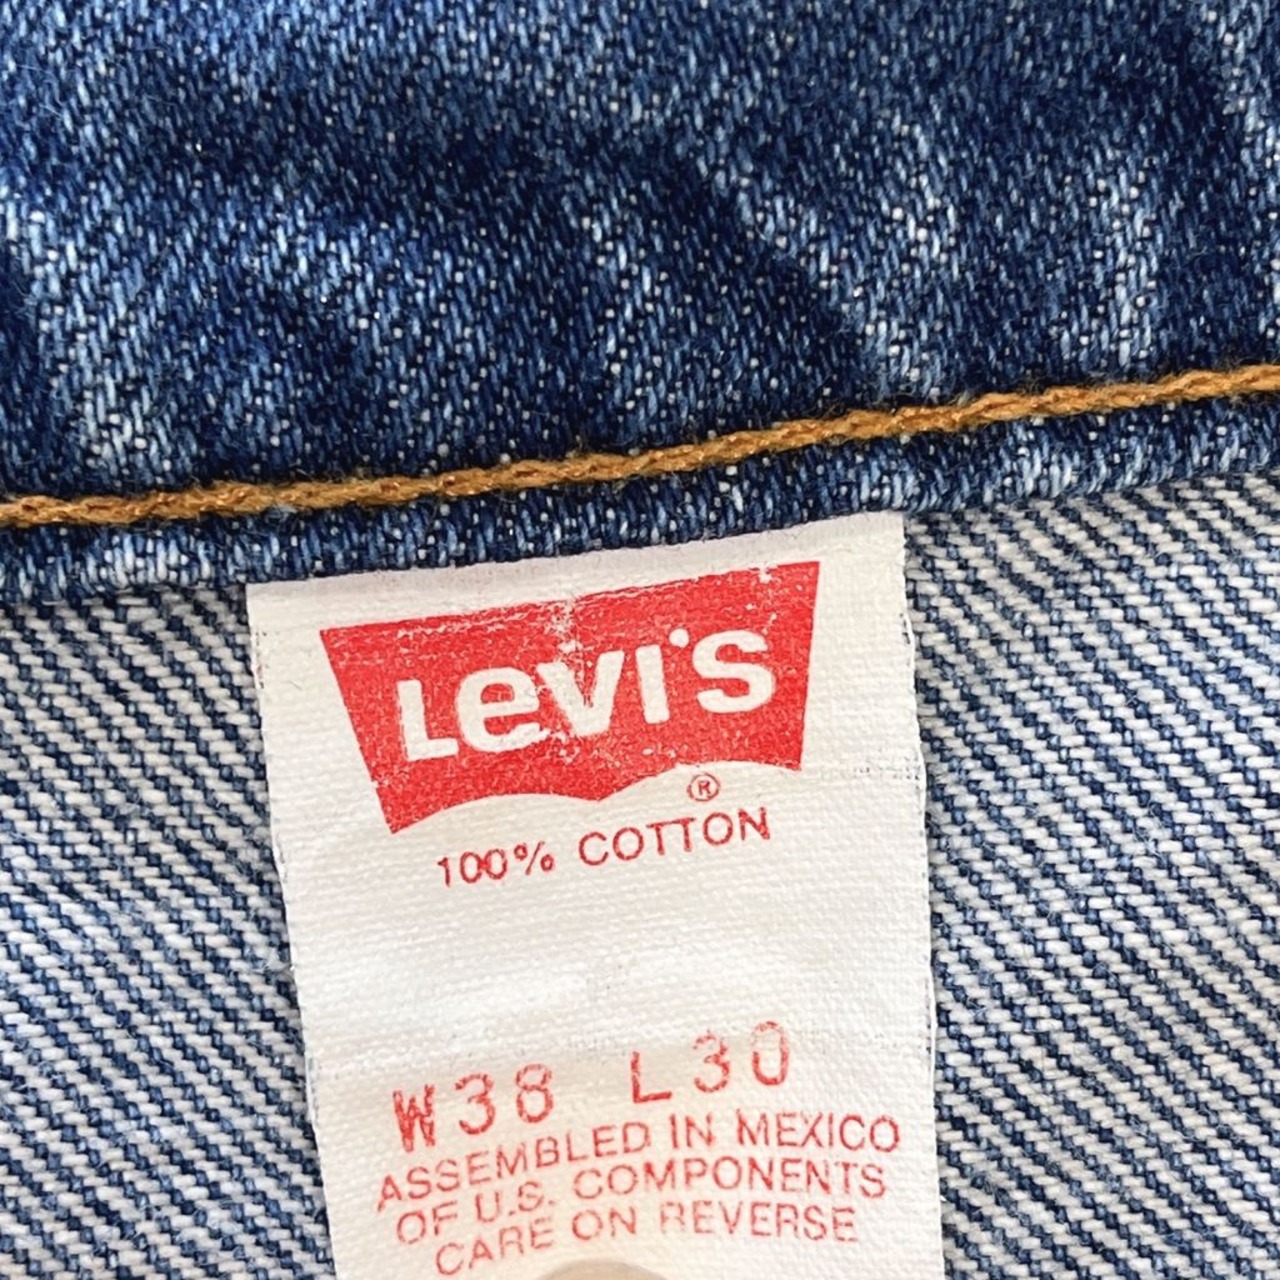 Levi's
®
100% COTTON
W38 L30
ASSEMBLED IN MEXICO
OF U.S. COMPONENTS
CARE ON REVERSE